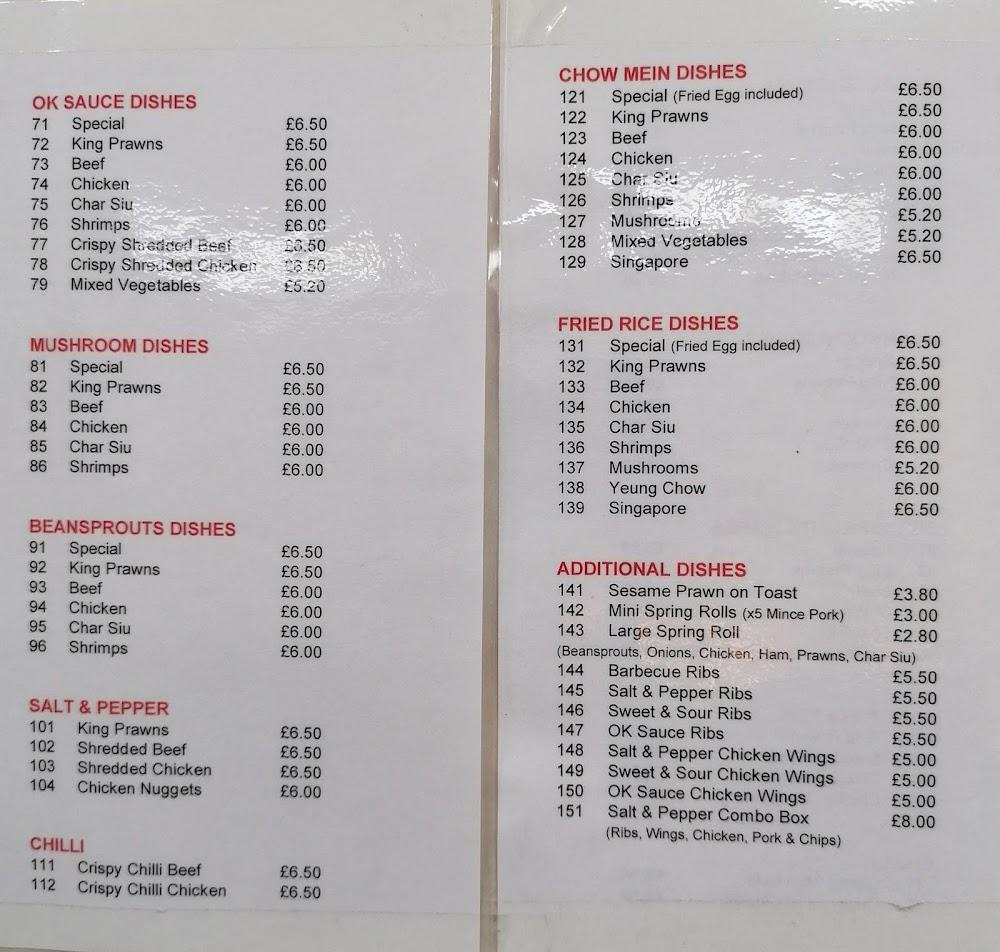 OK SAUCE DISHES
71 Special £6.50
72 King Prawns £6.50
73 Beef £6.00
74 Chicken £6.00
75 Char Siu £6.00
76 Shrimps £6.00
77 Crispy Shredded Beef £6.50
78 Crispy Shredded Chicken £6.50
79 Mixed Vegetables £5.20
MUSHROOM DISHES
81 Special £6.50
82 King Prawns £6.50
83 Beef £6.00
84 Chicken £6.00
85 Char Siu £6.00
86 Shrimps £6.00
BEANSPROUTS DISHES
91 Special £6.50
92 King Prawns £6.50
93 Beef £6.00
94 Chicken £6.00
95 Char Siu £6.00
96 Shrimps £6.00
SALT & PEPPER
101 King Prawns £6.50
102 Shredded Beef £6.50
103 Shredded Chicken £6.50
104 Chicken Nuggets £6.00
CHILLI
111 Crispy Chilli Beef £6.50
112 Crispy Chilli Chicken £6.50
CHOW MEIN DISHES
121 Special (Fried Egg included) £6.50
122 King Prawns £6.50
123 Beef £6.00
124 Chicken £6.00
125 Char Siu £6.00
126 Shrimps £6.00
127 Mushrooms £5.20
128 Mixed Vegetables £5.20
129 Singapore £6.50
FRIED RICE DISHES
131 Special (Fried Egg included) £6.50
132 King Prawns £6.50
133 Beef £6.00
134 Chicken £6.00
135 Char Siu £6.00
136 Shrimps £6.00
137 Mushrooms £5.20
138 Yeung Chow £6.00
139 Singapore £6.50
ADDITIONAL DISHES
141 Sesame Prawn on Toast £3.80
142 Mini Spring Rolls (x5 Mince Pork) £3.00
143 Large Spring Roll £2.80
(Beansprouts, Onions, Chicken, Ham, Prawns, Char Siu)
144 Barbecue Ribs £5.50
145 Salt & Pepper Ribs £5.50
146 Sweet & Sour Ribs £5.50
147 OK Sauce Ribs £5.50
148 Salt & Pepper Chicken Wings £5.00
149 Sweet & Sour Chicken Wings £5.00
150 OK Sauce Chicken Wings £5.00
151 Salt & Pepper Combo Box £8.00
(Ribs, Wings, Chicken, Pork & Chips)